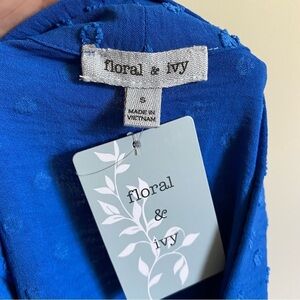 floral & ivy
S
MADE IN
VIETNAM
floral
&
ivy